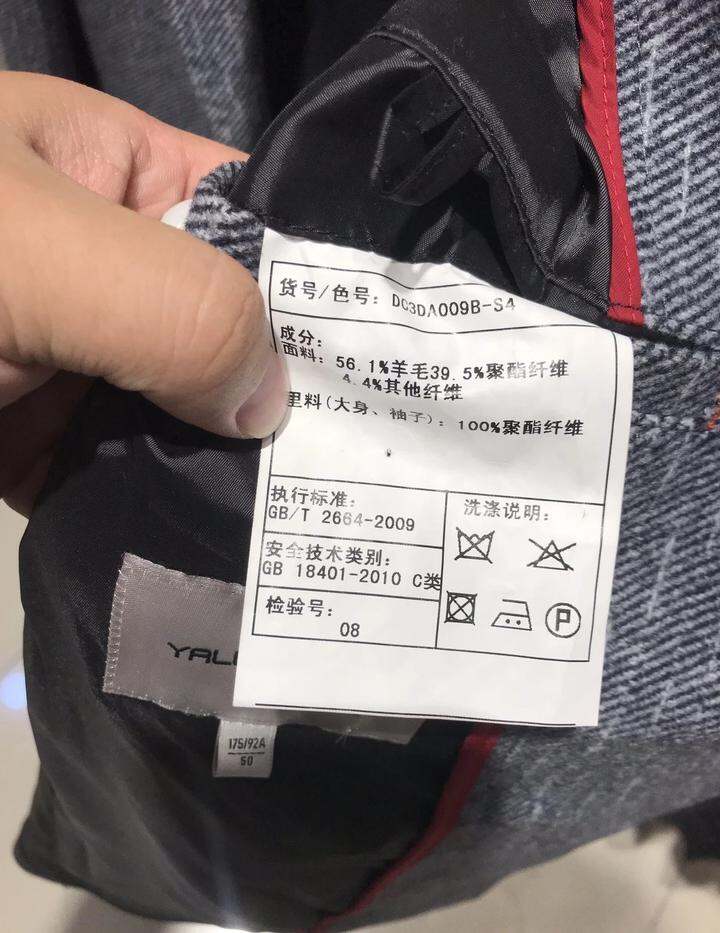 货号/色号: DC3DA009B-S4
成分:
面料: 56.1%羊毛39.5%聚酯纤维
4.4%其他纤维
里料(大身、袖子): 100%聚酯纤维
执行标准:
GB/T 2664-2009
安全技术类别:
GB 18401-2010 C类
检验号:
08
洗涤说明:
P
175/92A
50